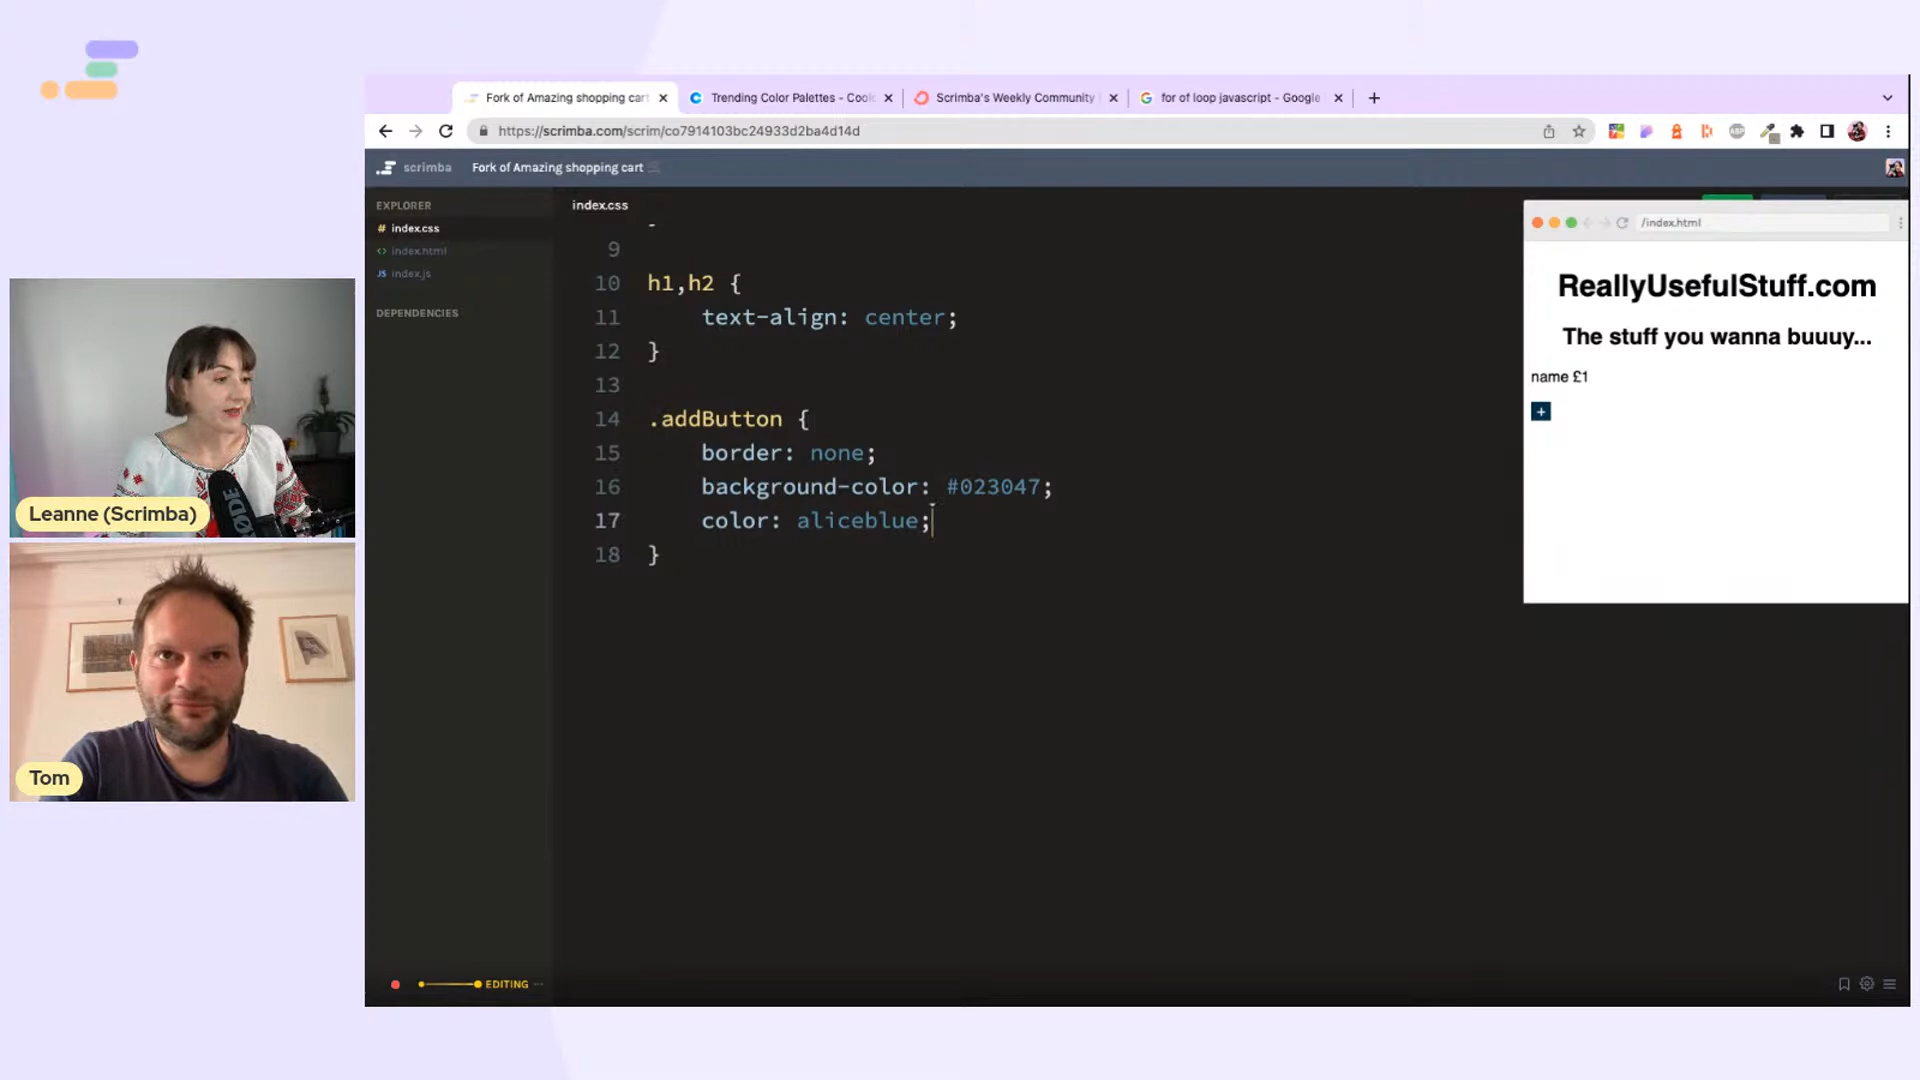 Fork of Amazing shopping cart
Trending Color Palettes - Cool
Scrimba's Weekly Community
for of loop javascript - Google
https://scrimba.com/scrim/co7914103bc24933d2ba4d14d
ABP
scrimba
Fork of Amazing shopping cart
EXPLORER
# index.css
<> index.html
JS index.js
DEPENDENCIES
index.css
9
10 h1,h2 {
11 text-align: center;
12 }
13
14 .addButton {
15 border: none;
16 background-color: #023047;
17 color: aliceblue;
18 }
/index.html
ReallyUsefulStuff.com
The stuff you wanna buuuy...
name £1
+
RØDE
Leanne (Scrimba)
Tom
EDITING ...